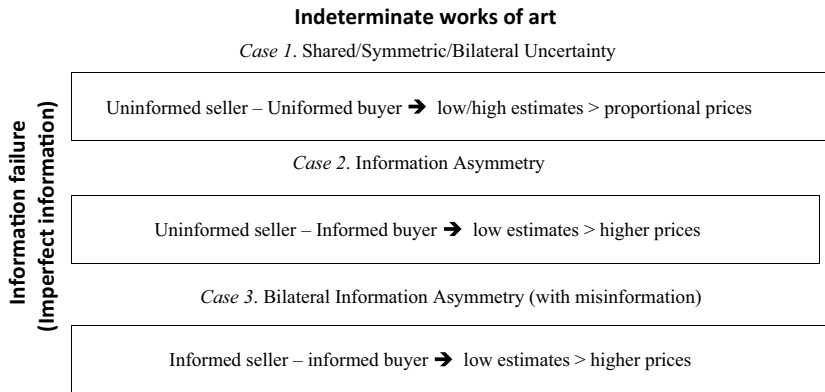 Indeterminate works of art
Case 1. Shared/Symmetric/Bilateral Uncertainty
Uninformed seller – Uniformed buyer ➔ low/high estimates > proportional prices
Case 2. Information Asymmetry
Uninformed seller – Informed buyer ➔ low estimates > higher prices
Case 3. Bilateral Information Asymmetry (with misinformation)
Informed seller – informed buyer ➔ low estimates > higher prices
Information failure
(Imperfect information)